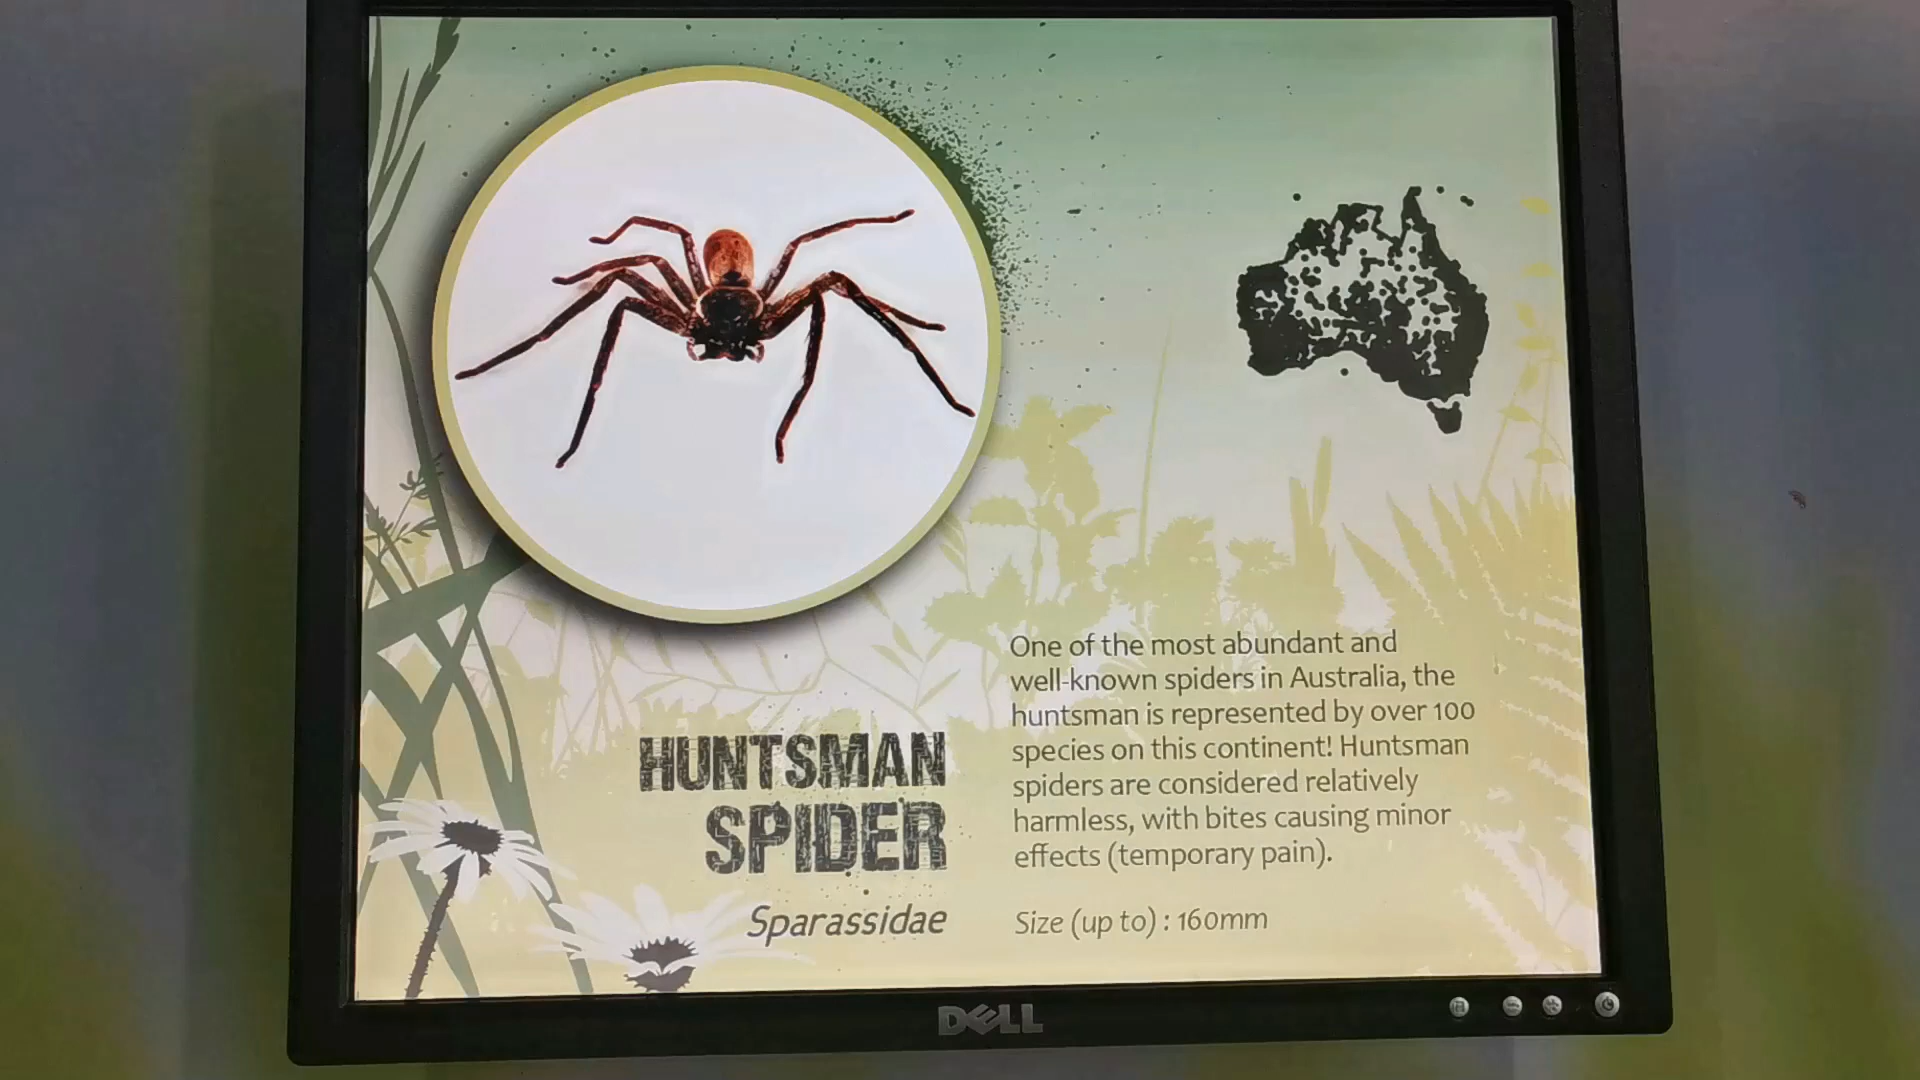 HUNTSMAN
SPIDER
Sparassidae
One of the most abundant and
well-known spiders in Australia, the
huntsman is represented by over 100
species on this continent! Huntsman
spiders are considered relatively
harmless, with bites causing minor
effects (temporary pain).
Size (up to) : 160mm
DELL